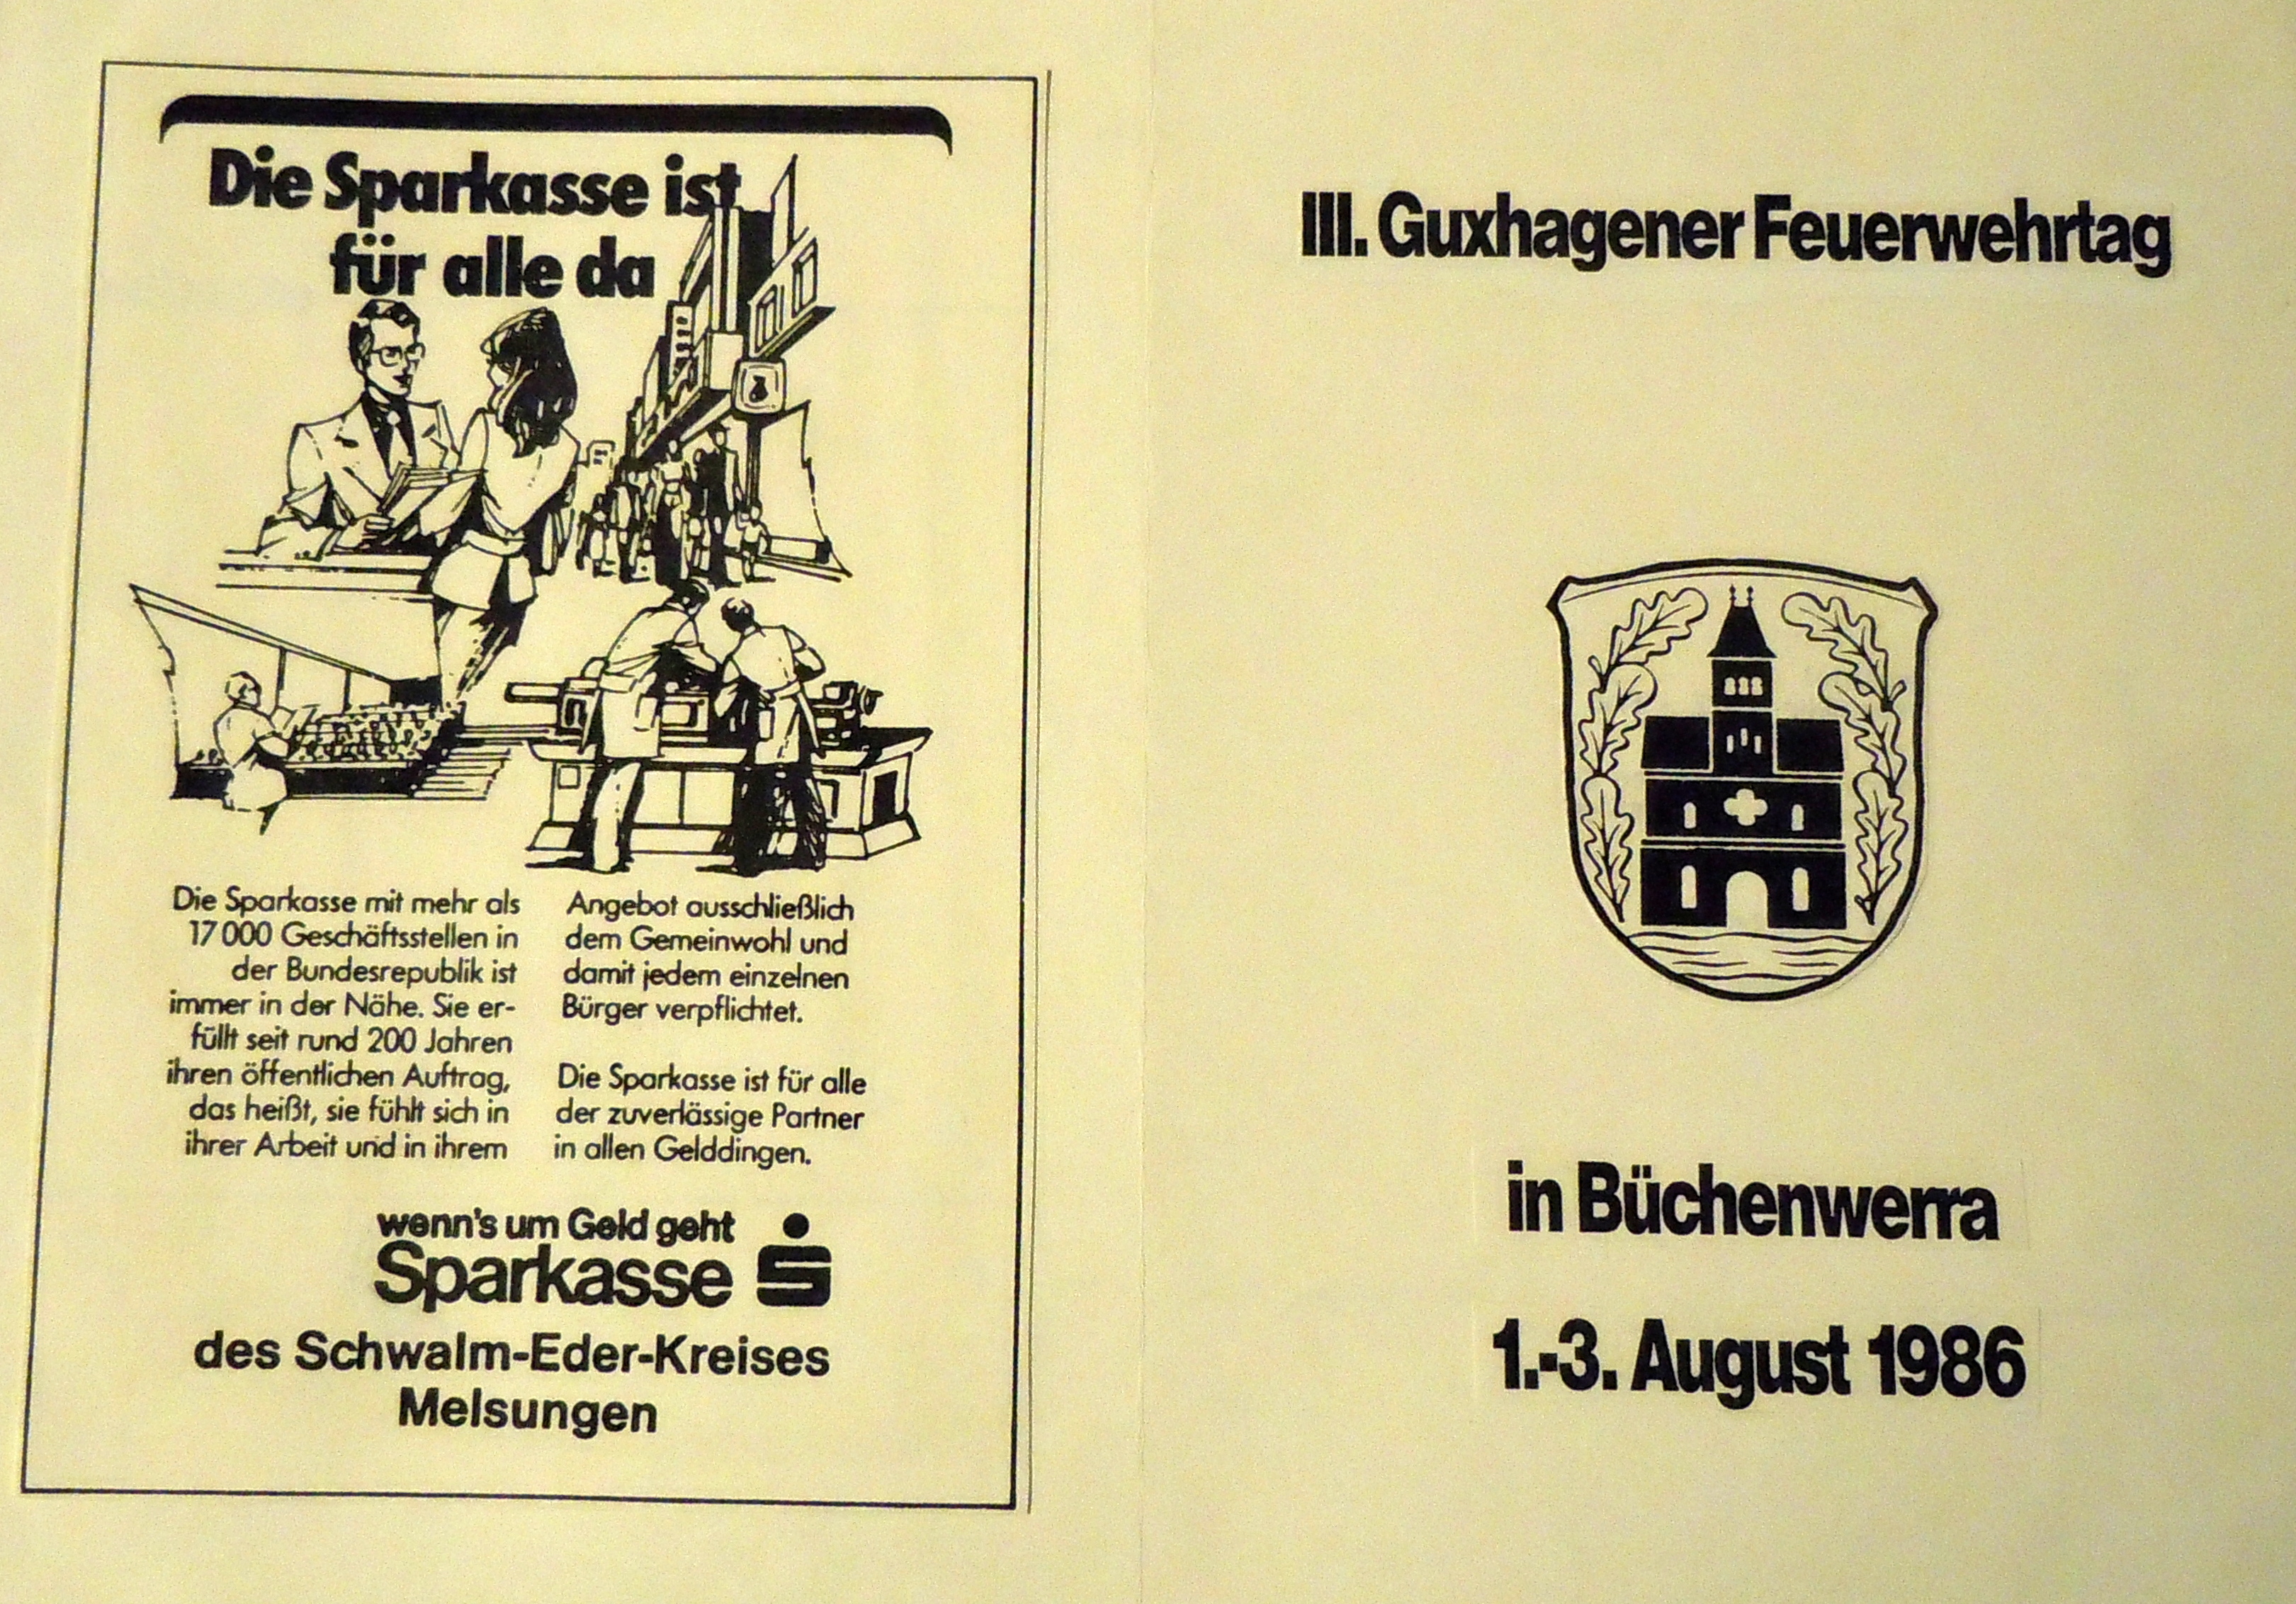 Die Sparkasse ist
für alle da
Die Sparkasse mit mehr als
17 000 Geschäftsstellen in
der Bundesrepublik ist
immer in der Nähe. Sie er-
füllt seit rund 200 Jahren
ihren öffentlichen Auftrag,
das heißt, sie fühlt sich in
ihrer Arbeit und in ihrem
Angebot ausschließlich
dem Gemeinwohl und
damit jedem einzelnen
Bürger verpflichtet.
Die Sparkasse ist für alle
der zuverlässige Partner
in allen Gelddingen.
wenn's um Geld geht
Sparkasse
des Schwalm-Eder-Kreises
Melsungen
III. Guxhagener Feuerwehrtag
in Büchenwerra
1.-3. August 1986